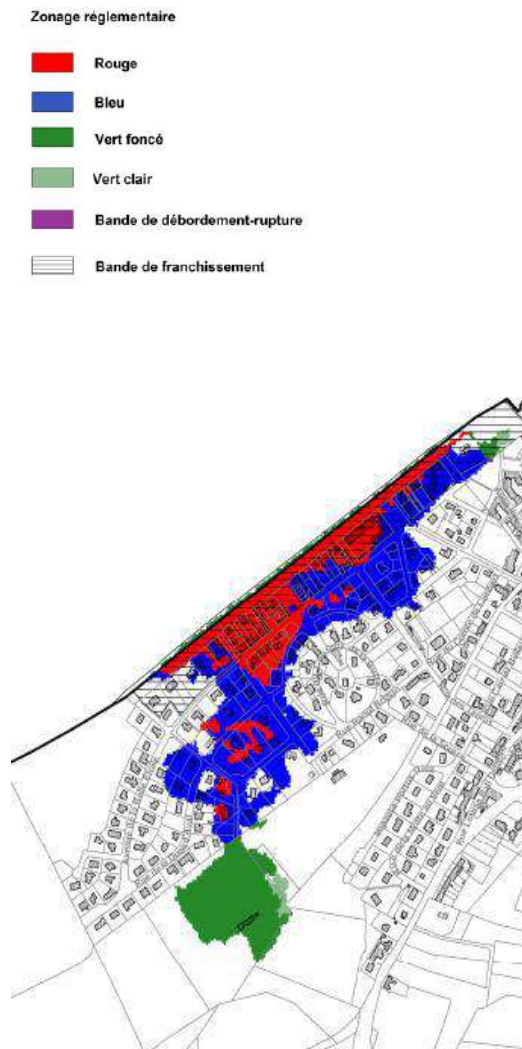 Zonage réglementaire
Rouge
Bleu
Vert foncé
Vert clair
Bande de débordement-rupture
Bande de franchissement